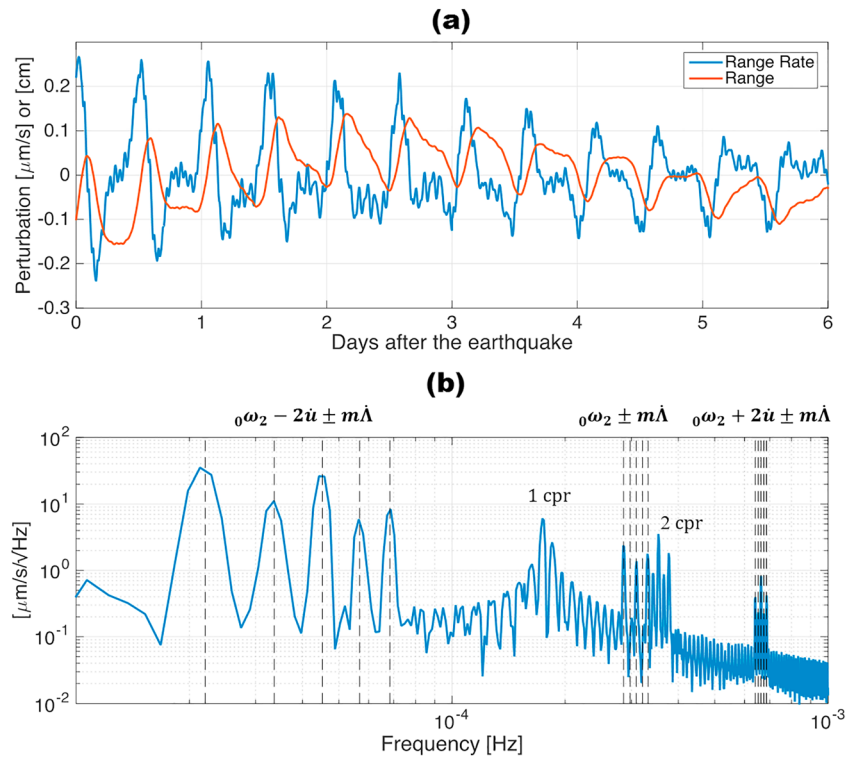 (a)
Perturbation [μm/s] or [cm]
0.2
0.1
0
-0.1
-0.2
-0.3
Range Rate
Range
0 1 2 3 4 5 6
Days after the earthquake
(b)
₀ω₂ − 2u̇ ± mΛ̇
₀ω₂ ± mΛ̇
₀ω₂ + 2u̇ ± mΛ̇
[μm/s/√Hz]
10²
10¹
10⁰
10⁻¹
10⁻²
1 cpr
2 cpr
10⁻⁴ 10⁻³
Frequency [Hz]